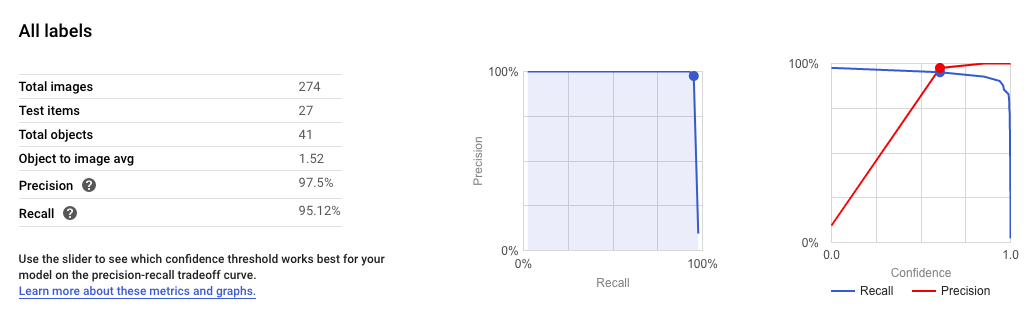 All labels
Total images 274
Test items 27
Total objects 41
Object to image avg 1.52
Precision ? 97.5%
Recall ? 95.12%
Use the slider to see which confidence threshold works best for your
model on the precision-recall tradeoff curve.
Learn more about these metrics and graphs.
100%
Precision
0%
0% 100%
Recall
100%
0%
0.0 1.0
Confidence
Recall Precision